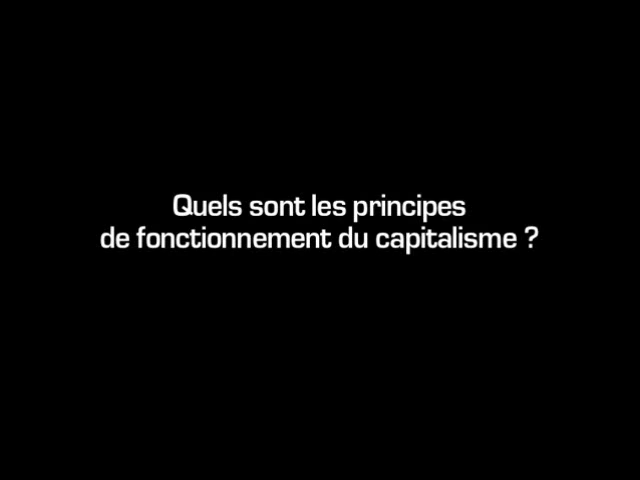 Quels sont les principes
de fonctionnement du capitalisme ?